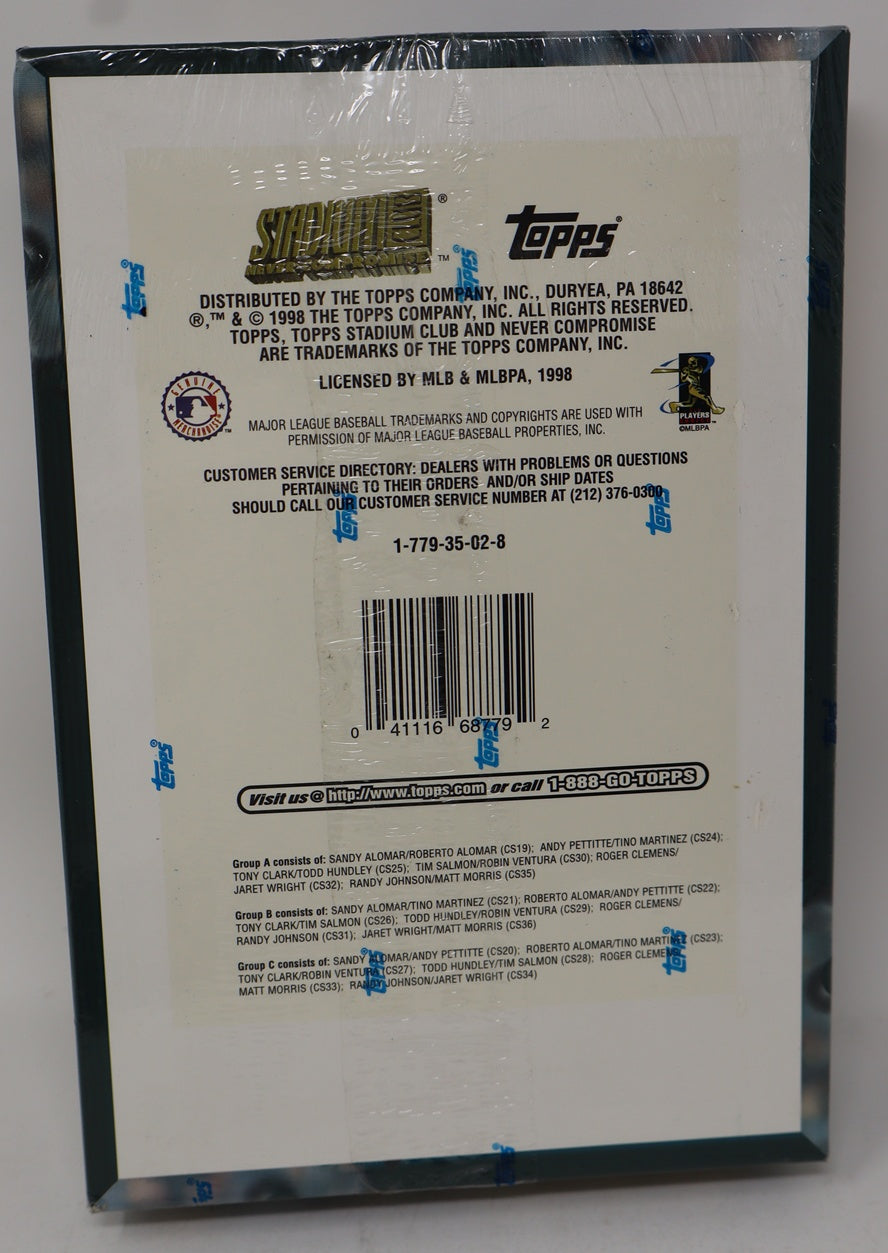 STADIUM CLUB ®
NEVER COMPROMISE ™
Topps®
DISTRIBUTED BY THE TOPPS COMPANY, INC., DURYEA, PA 18642
®,™ & © 1998 THE TOPPS COMPANY, INC. ALL RIGHTS RESERVED.
TOPPS, TOPPS STADIUM CLUB AND NEVER COMPROMISE
ARE TRADEMARKS OF THE TOPPS COMPANY, INC.
LICENSED BY MLB & MLBPA, 1998
GENUINE
MERCHANDISE
™
PLAYERS
©MLBPA
MAJOR LEAGUE BASEBALL TRADEMARKS AND COPYRIGHTS ARE USED WITH
PERMISSION OF MAJOR LEAGUE BASEBALL PROPERTIES, INC.
CUSTOMER SERVICE DIRECTORY: DEALERS WITH PROBLEMS OR QUESTIONS
PERTAINING TO THEIR ORDERS AND/OR SHIP DATES
SHOULD CALL OUR CUSTOMER SERVICE NUMBER AT (212) 376-0300
1-779-35-02-8
0 41116 68779 2
Visit us @ http://www.topps.com or call 1-888-GO-TOPPS
Group A consists of: SANDY ALOMAR/ROBERTO ALOMAR (CS19); ANDY PETTITTE/TINO MARTINEZ (CS24);
TONY CLARK/TODD HUNDLEY (CS25); TIM SALMON/ROBIN VENTURA (CS30); ROGER CLEMENS/
JARET WRIGHT (CS32); RANDY JOHNSON/MATT MORRIS (CS35)
Group B consists of: SANDY ALOMAR/TINO MARTINEZ (CS21); ROBERTO ALOMAR/ANDY PETTITTE (CS22);
TONY CLARK/TIM SALMON (CS26); TODD HUNDLEY/ROBIN VENTURA (CS29); ROGER CLEMENS/
RANDY JOHNSON (CS31); JARET WRIGHT/MATT MORRIS (CS36)
Group C consists of: SANDY ALOMAR/ANDY PETTITTE (CS20); ROBERTO ALOMAR/TINO MARTINEZ (CS23);
TONY CLARK/ROBIN VENTURA (CS27); TODD HUNDLEY/TIM SALMON (CS28); ROGER CLEMENS/
MATT MORRIS (CS33); RANDY JOHNSON/JARET WRIGHT (CS34)
Topps®
Topps®
Topps®
Topps®
Topps®
Topps®
Topps®
Topps®